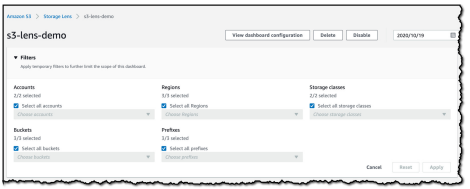 Amazon S3 > Storage Lens > s3-lens-demo
s3-lens-demo
View dashboard configuration Delete Disable 2020/10/19
▼ Filters
Apply temporary filters to further limit the scope of this dashboard.
Accounts Regions Storage classes
2/2 selected 3/3 selected 2/2 selected
Select all accounts Select all Regions Select all storage classes
Choose accounts Choose Regions Choose storage classes
Buckets Prefixes
3/3 selected 2/3 selected
Select all buckets Select all prefixes
Choose buckets Choose prefixes
Cancel Reset Apply